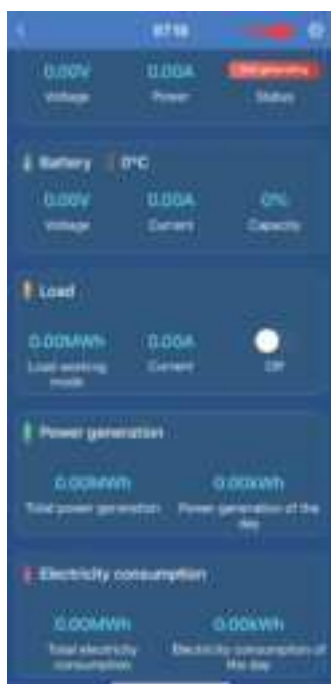 0.00V 0.00A Not generating
Voltage Power Status
Battery 0°C
0.00V 0.00A 0%
Voltage Current Capacity
Load
0.00MWh 0.00A
Load working mode Current Off
Power generation
0.00MWh 0.00kWh
Total power generation Power generation of the day
Electricity consumption
0.00MWh 0.00kWh
Total electricity consumption Electricity consumption of the day